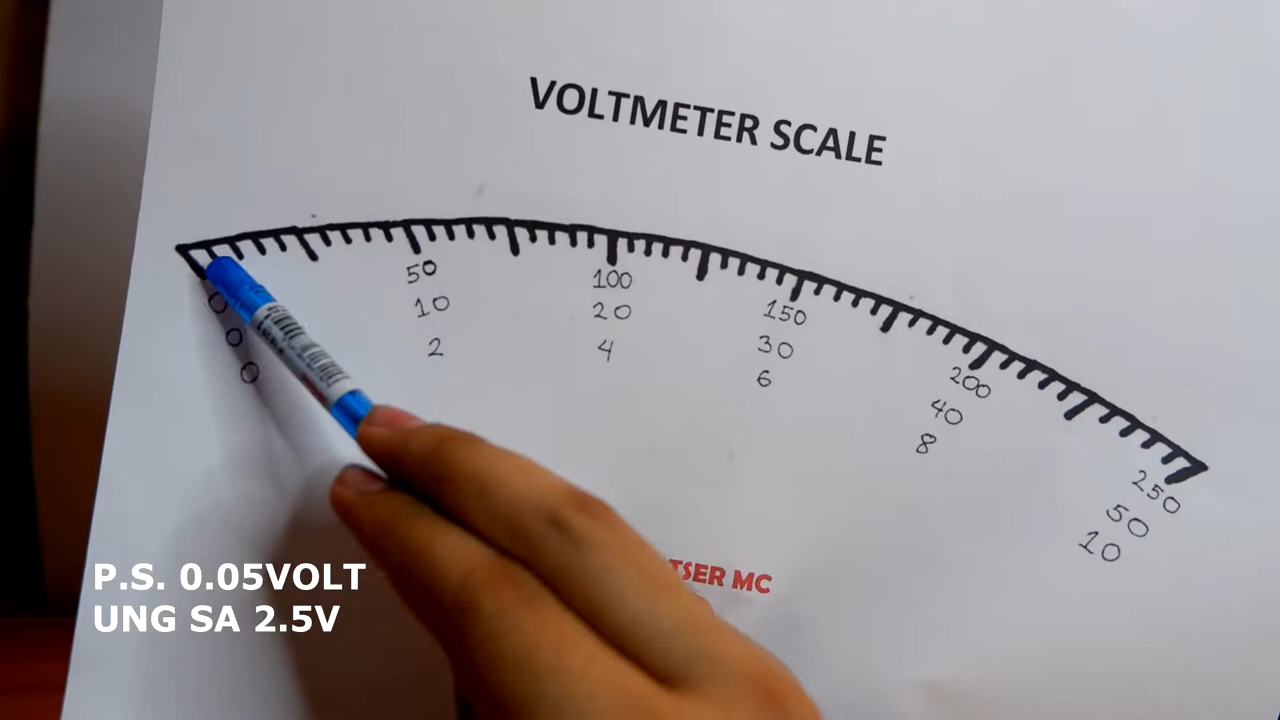 VOLTMETER SCALE
0 50 100 150 200 250
0 10 20 30 40 50
0 2 4 6 8 10
TSER MC
P.S. 0.05VOLT
UNG SA 2.5V